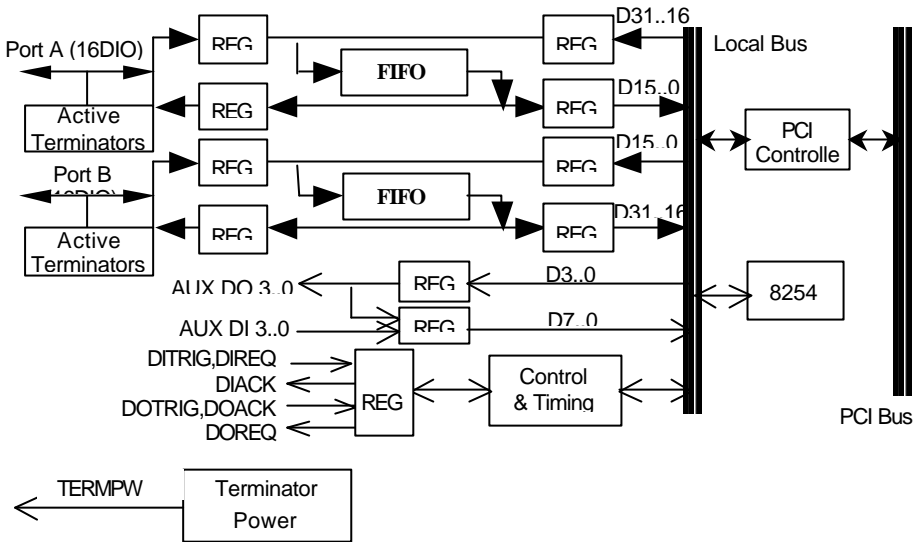 D31..16
REG
REG
Local Bus
Port A (16DIO)
FIFO
D15..0
REG
REG
Active
Terminators
PCI
Controlle
D15..0
REG
REG
Port B
(16DIO)
FIFO
D31..16
REG
REG
Active
Terminators
D3..0
REG
AUX DO 3..0
8254
D7..0
REG
AUX DI 3..0
DITRIG,DIREQ
DIACK
REG
Control
& Timing
DOTRIG,DOACK
DOREQ
PCI Bus
TERMPW
Terminator
Power